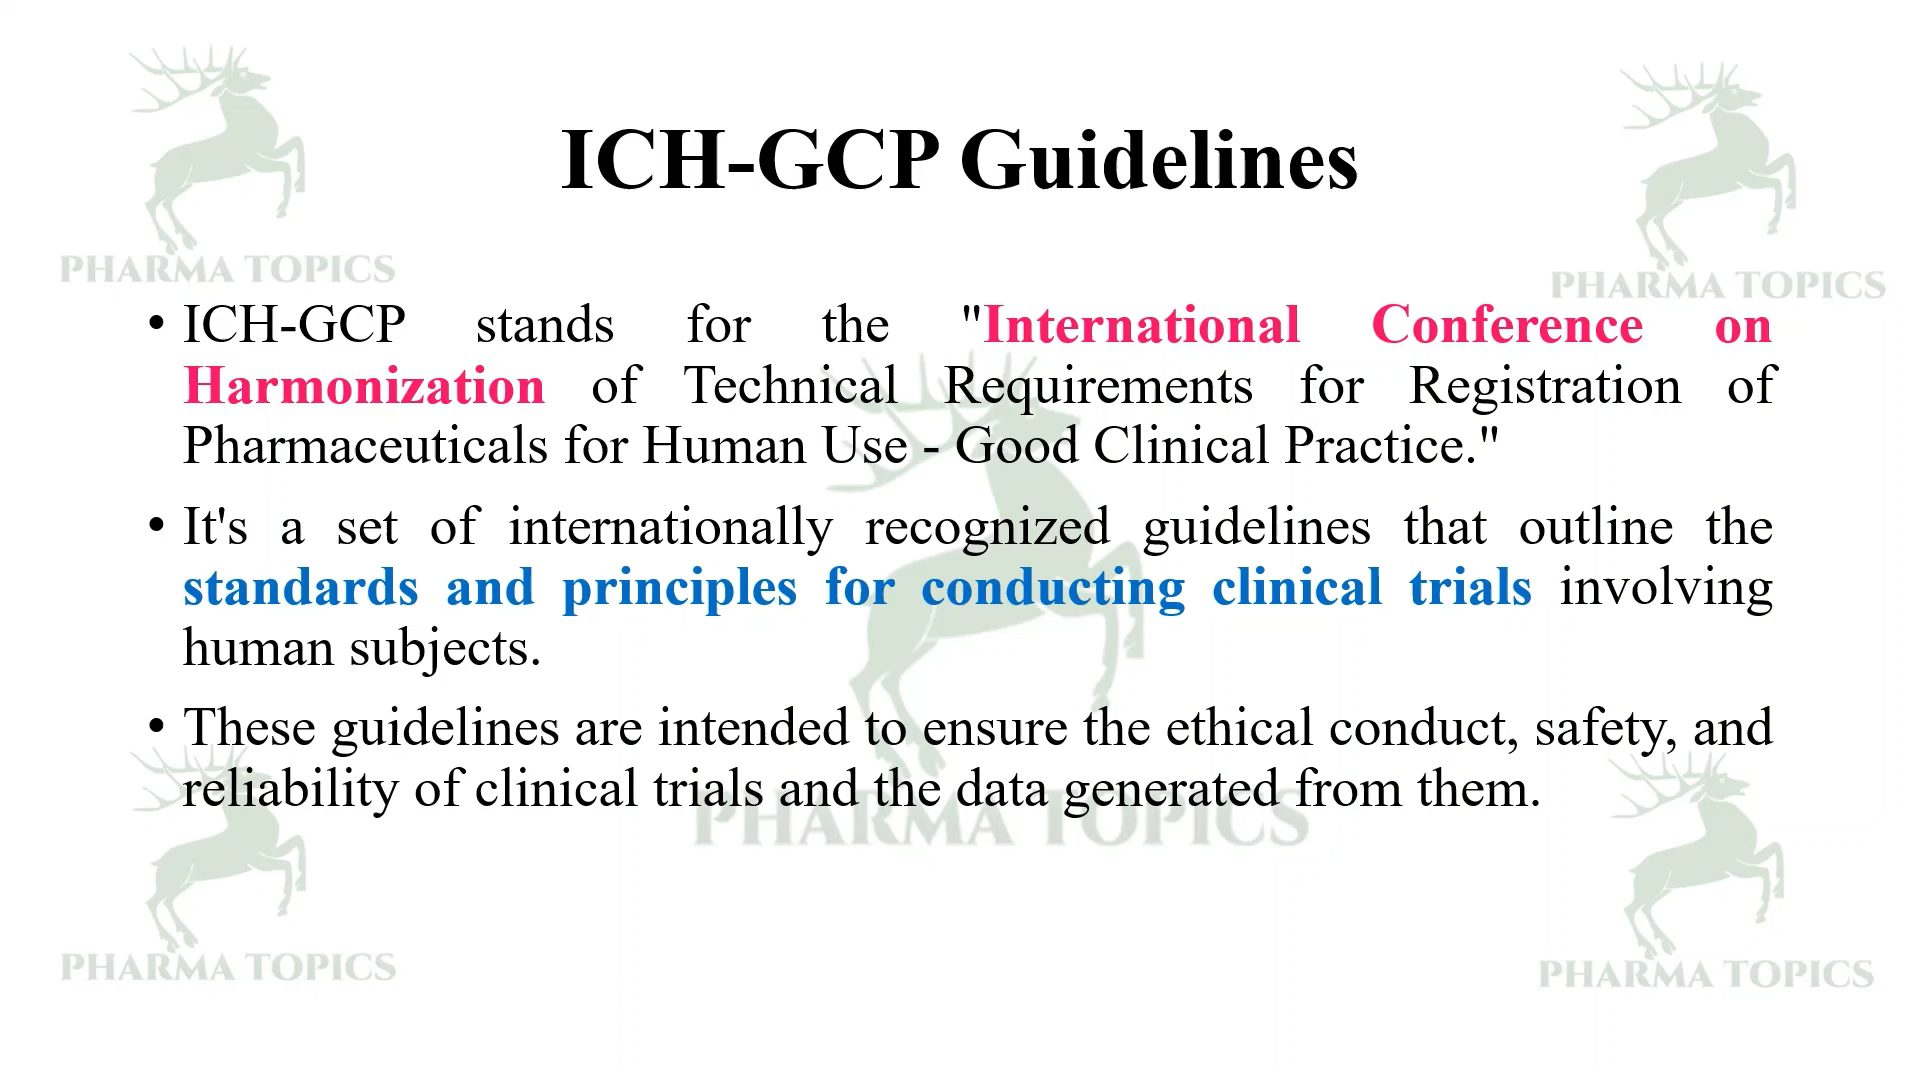 PHARMA TOPICS
PHARMA TOPICS
ICH-GCP Guidelines
• ICH-GCP stands for the "International Conference on
Harmonization of Technical Requirements for Registration of
Pharmaceuticals for Human Use - Good Clinical Practice."
• It's a set of internationally recognized guidelines that outline the
standards and principles for conducting clinical trials involving
human subjects.
• These guidelines are intended to ensure the ethical conduct, safety, and
reliability of clinical trials and the data generated from them.
PHARMA TOPICS
PHARMA TOPICS
PHARMA TOPICS